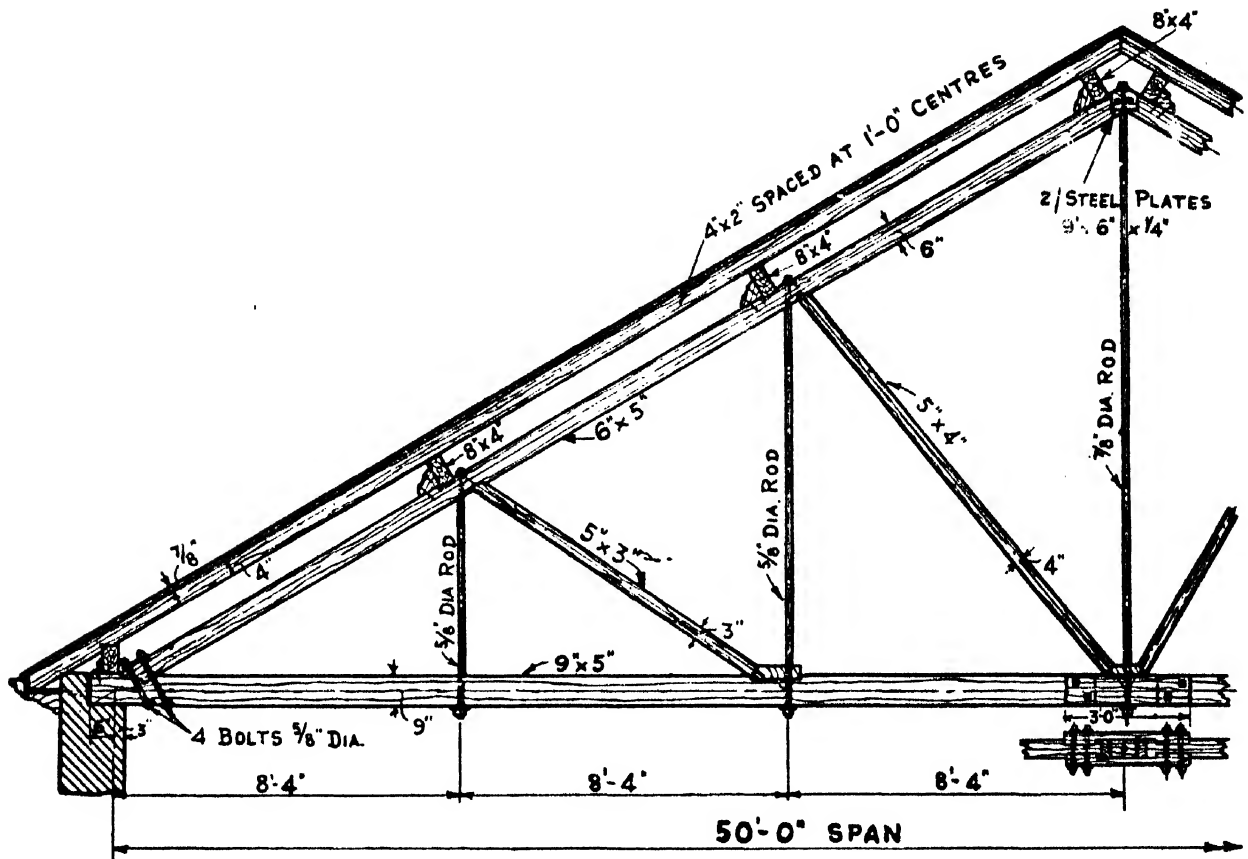 8"x4"
4"x2" SPACED AT 1'-0" CENTRES
2/STEEL PLATES
9"x 6" x 1/4"
8"x4"
6"
6"x5"
8"x4"
7/8"
4"
5/8" DIA ROD
5"x3"
3"
5/8" DIA. ROD
5"x4"
4"
7/8" DIA. ROD
9"x5"
9"
3"
4 BOLTS 5/8" DIA.
3'-0"
8'-4"
8'-4"
8'-4"
50'-0" SPAN